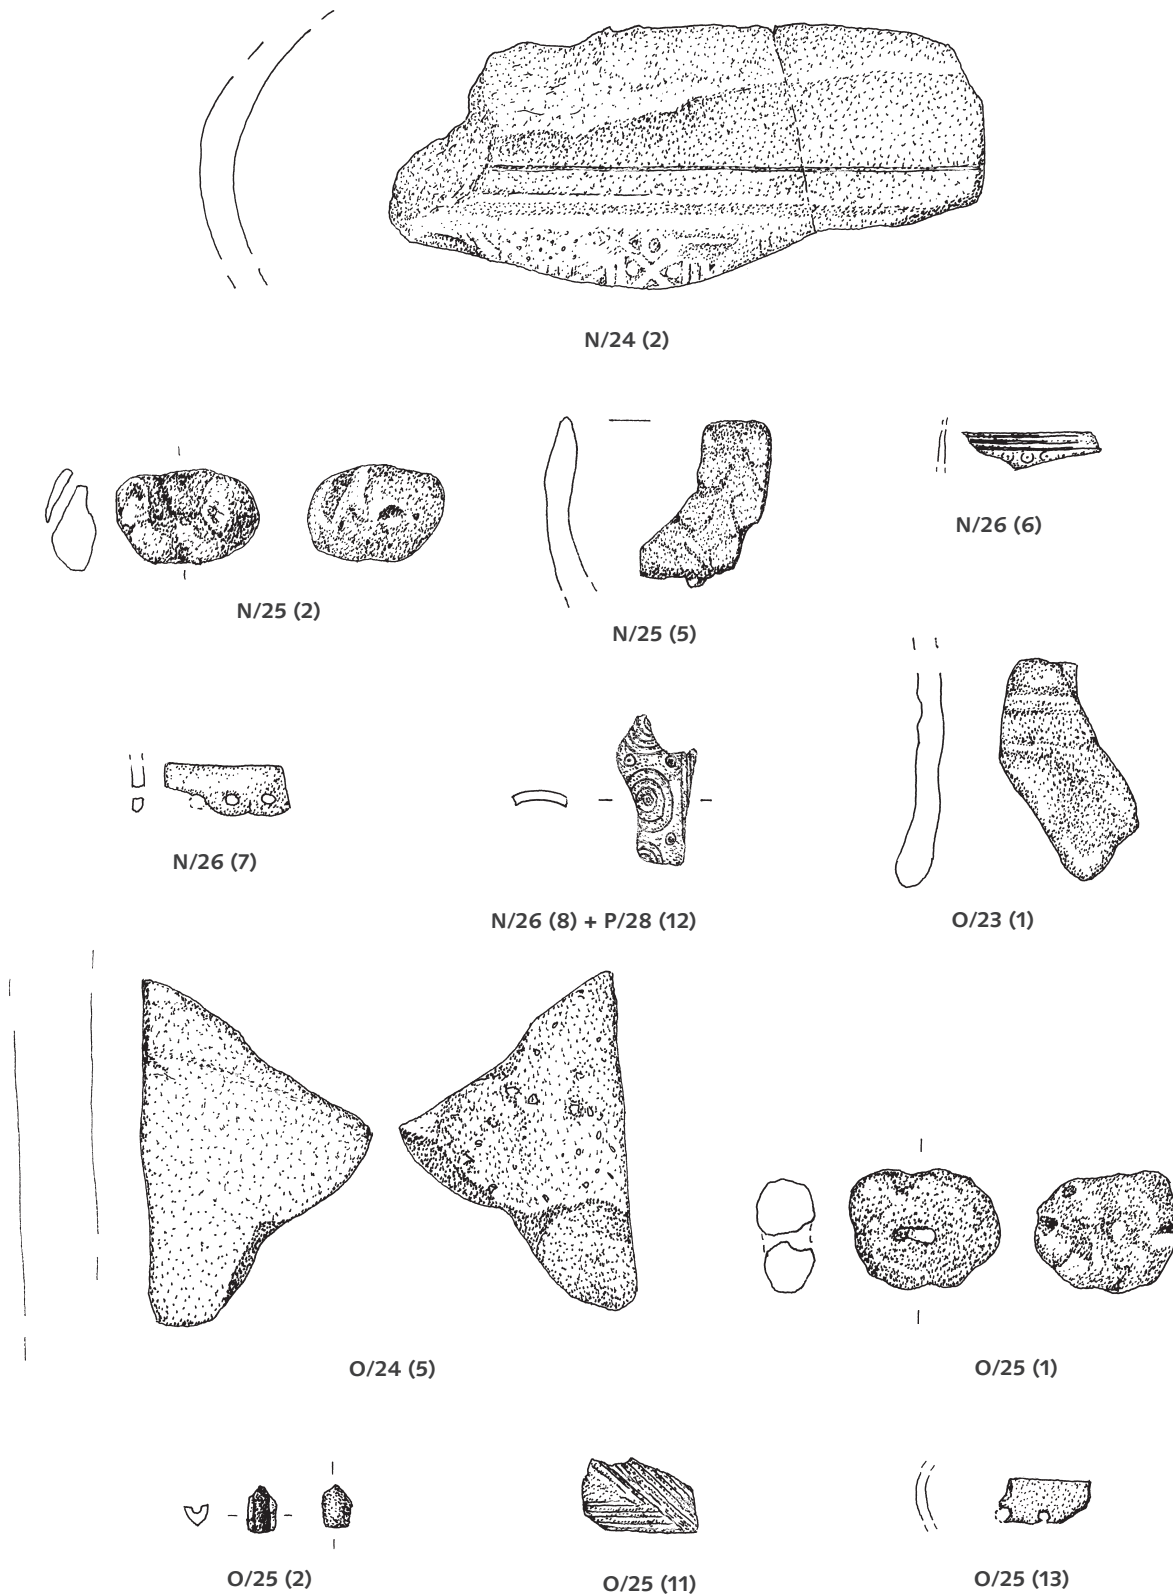 N/24 (2)
N/25 (2)
N/25 (5)
N/26 (6)
N/26 (7)
N/26 (8) + P/28 (12)
O/23 (1)
O/24 (5)
O/25 (1)
O/25 (2)
O/25 (11)
O/25 (13)